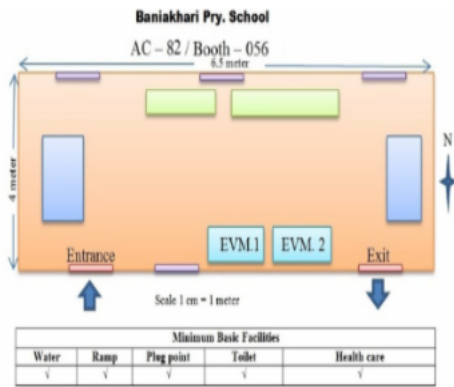 Baniakhari Pry. School
AC – 82 / Booth – 056
6.5 meter
4 meter
N
EVM.1
EVM. 2
Entrance
Exit
Scale 1 cm = 1 meter
Minimum Basic Facilities
Water Ramp Plug point Toilet Health care
√ √ √ √ √